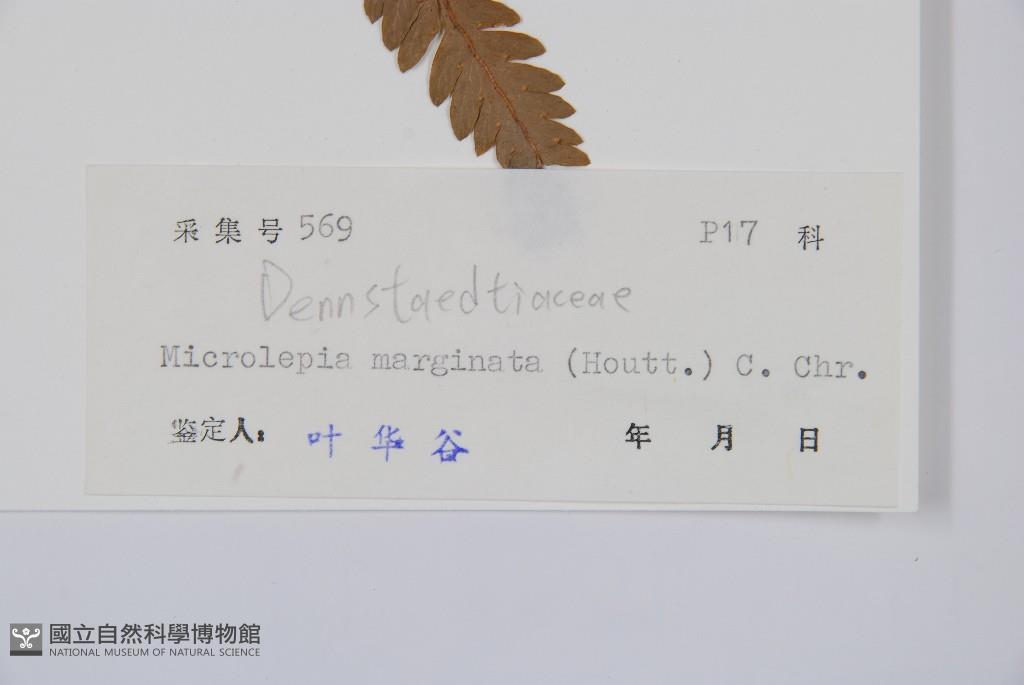 采集号 569 P17 科
Dennstaedtiaceae
Microlepia marginata (Houtt.) C. Chr.
鉴定人: 叶华谷 年 月 日
國立自然科學博物館
NATIONAL MUSEUM OF NATURAL SCIENCE